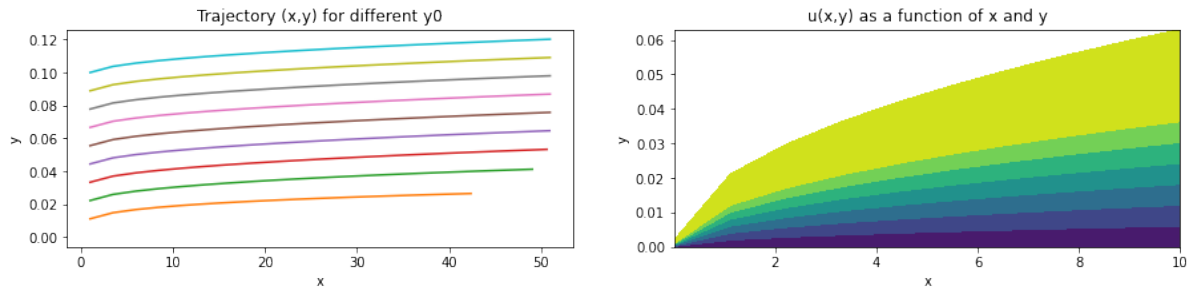 Trajectory (x,y) for different y0
0.12
0.10
0.08
0.06
0.04
0.02
0.00
y
0 10 20 30 40 50
x
u(x,y) as a function of x and y
0.06
0.05
0.04
0.03
0.02
0.01
0.00
y
2 4 6 8 10
x